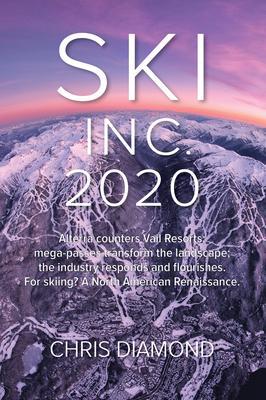 SKI
INC.
2020
Alterra counters Vail Resorts;
mega-passes transform the landscape;
the industry responds and flourishes.
For skiing? A North American Renaissance.
CHRIS DIAMOND